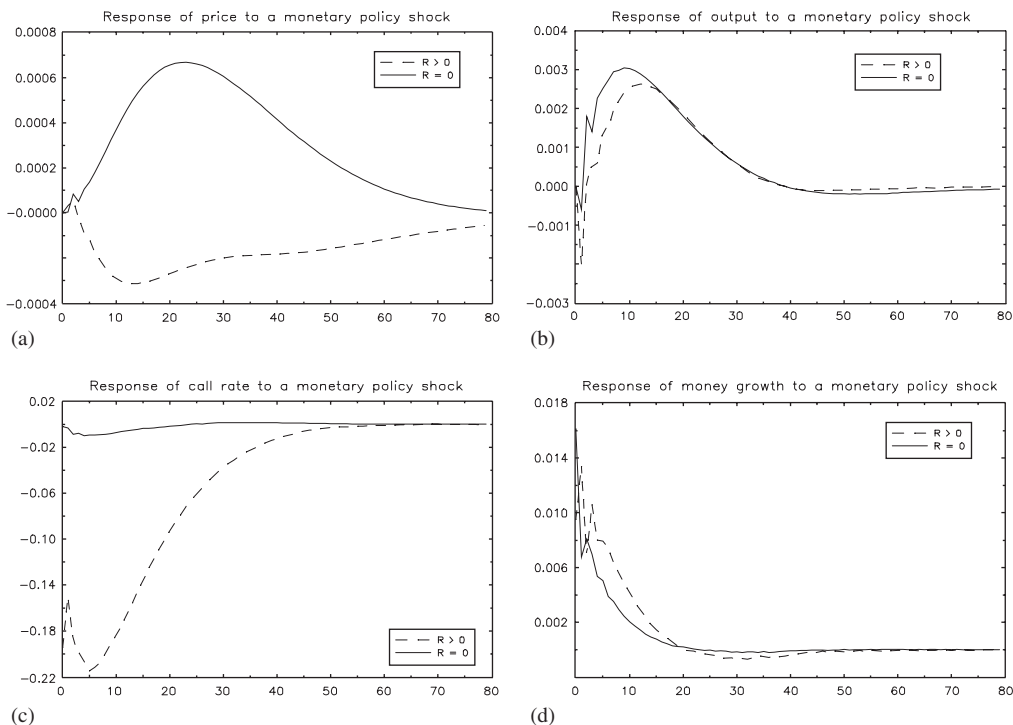 Response of price to a monetary policy shock
0.0008
0.0006
0.0004
0.0002
−0.0000
−0.0004
R > 0
R = 0
0 10 20 30 40 50 60 70 80
(a)
Response of output to a monetary policy shock
0.004
0.003
0.002
0.001
0.000
−0.001
−0.003
R > 0
R = 0
0 10 20 30 40 50 60 70 80
(b)
Response of call rate to a monetary policy shock
0.02
−0.02
−0.06
−0.10
−0.14
−0.18
−0.22
R > 0
R = 0
0 10 20 30 40 50 60 70 80
(c)
Response of money growth to a monetary policy shock
0.018
0.014
0.010
0.006
0.002
R > 0
R = 0
0 10 20 30 40 50 60 70 80
(d)